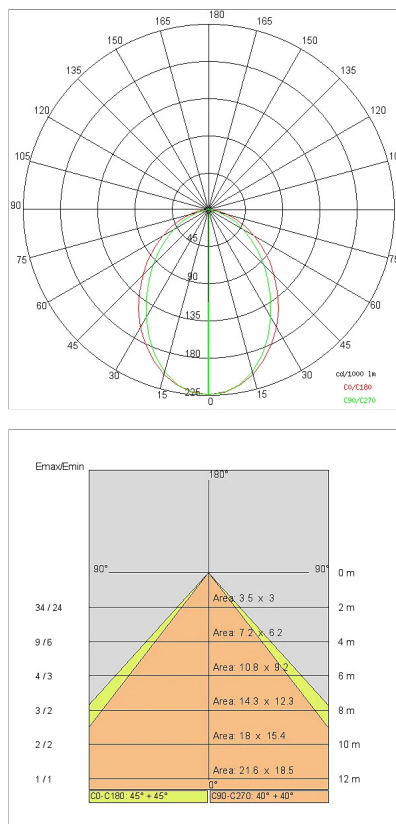 180
165 165
150 150
135 135
120 120
105 10
90 9
75 75
60 60
45 45
30 30
15 15
0
45
90
135
180
225
cd/1000 lm
C0/C180
C90/C270
Emax/Emin
180°
90° 90° 0 m
34 / 24 Area: 3.5 x 3 2 m
9 / 6 Area: 7.2 x 6.2 4 m
4 / 3 Area: 10.8 x 9.2 6 m
3 / 2 Area: 14.3 x 12.3 8 m
2 / 2 Area: 18 x 15.4 10 m
1 / 1 Area: 21.6 x 18.5 12 m
0°
C0-C180: 45° + 45° C90-C270: 40° + 40°